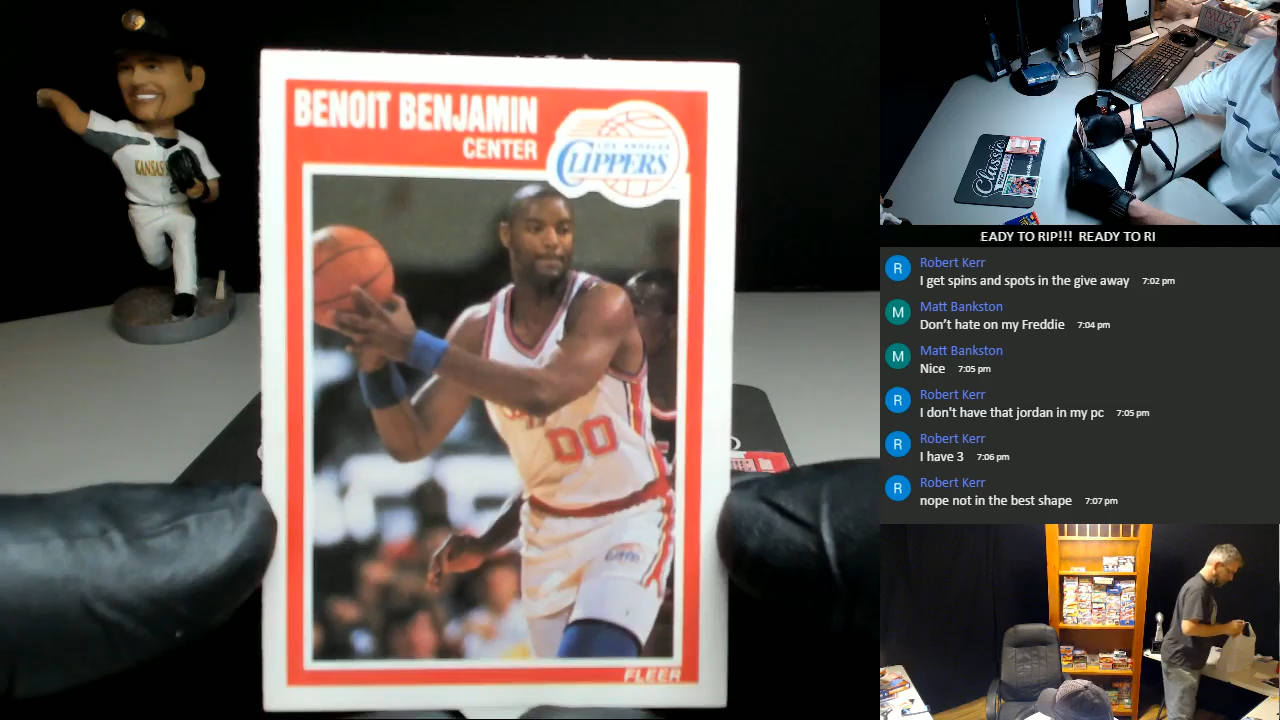 BENOIT BENJAMIN
CENTER
LOS ANGELES
CLIPPERS
00
FLEER
KANSAS
Classic
EADY TO RIP!!! READY TO RI
R
Robert Kerr
I get spins and spots in the give away 7:02 pm
M
Matt Bankston
Don’t hate on my Freddie 7:04 pm
M
Matt Bankston
Nice 7:05 pm
R
Robert Kerr
I don't have that jordan in my pc 7:05 pm
R
Robert Kerr
I have 3 7:06 pm
R
Robert Kerr
nope not in the best shape 7:07 pm